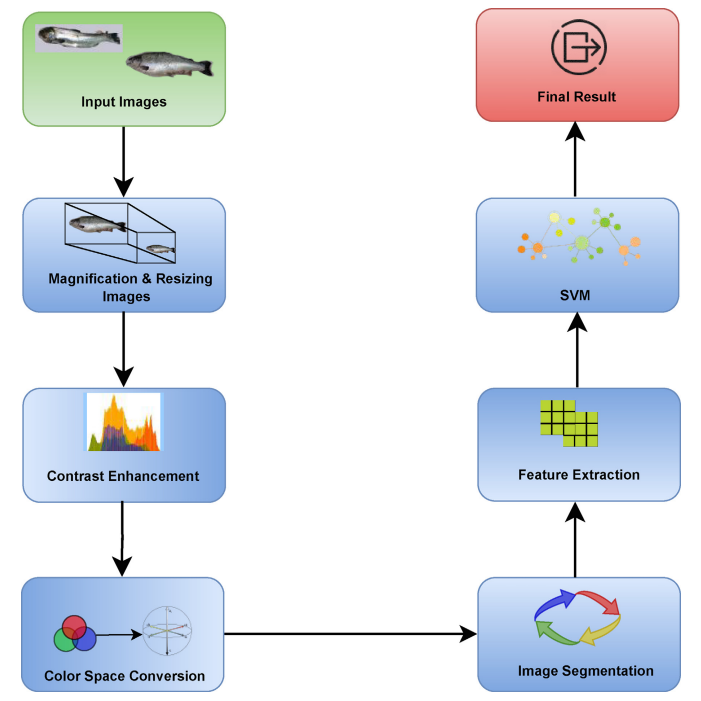 Input Images
Magnification & Resizing
Images
Contrast Enhancement
Color Space Conversion
Image Segmentation
Feature Extraction
SVM
Final Result